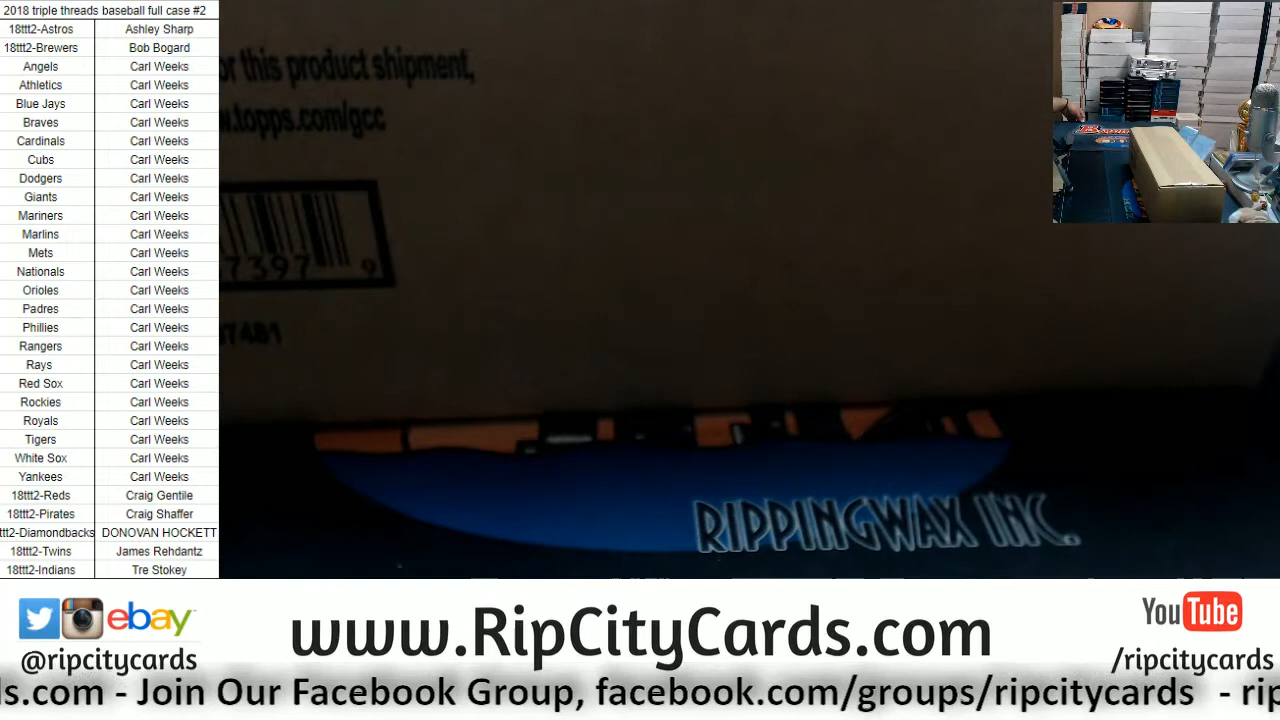 2018 triple threads baseball full case #2
18ttt2-Astros Ashley Sharp
18ttt2-Brewers Bob Bogard
Angels Carl Weeks
Athletics Carl Weeks
Blue Jays Carl Weeks
Braves Carl Weeks
Cardinals Carl Weeks
Cubs Carl Weeks
Dodgers Carl Weeks
Giants Carl Weeks
Mariners Carl Weeks
Marlins Carl Weeks
Mets Carl Weeks
Nationals Carl Weeks
Orioles Carl Weeks
Padres Carl Weeks
Phillies Carl Weeks
Rangers Carl Weeks
Rays Carl Weeks
Red Sox Carl Weeks
Rockies Carl Weeks
Royals Carl Weeks
Tigers Carl Weeks
White Sox Carl Weeks
Yankees Carl Weeks
18ttt2-Reds Craig Gentile
18ttt2-Pirates Craig Shaffer
ttt2-Diamondbacks DONOVAN HOCKETT
18ttt2-Twins James Rehdantz
18ttt2-Indians Tre Stokey
or this product shipment,
w.topps.com/gcc
7397 9
7481
RIPPINGWAX INC.
ebay
@ripcitycards
www.RipCityCards.com
YouTube
/ripcitycards
ds.com - Join Our Facebook Group, facebook.com/groups/ripcitycards - rip